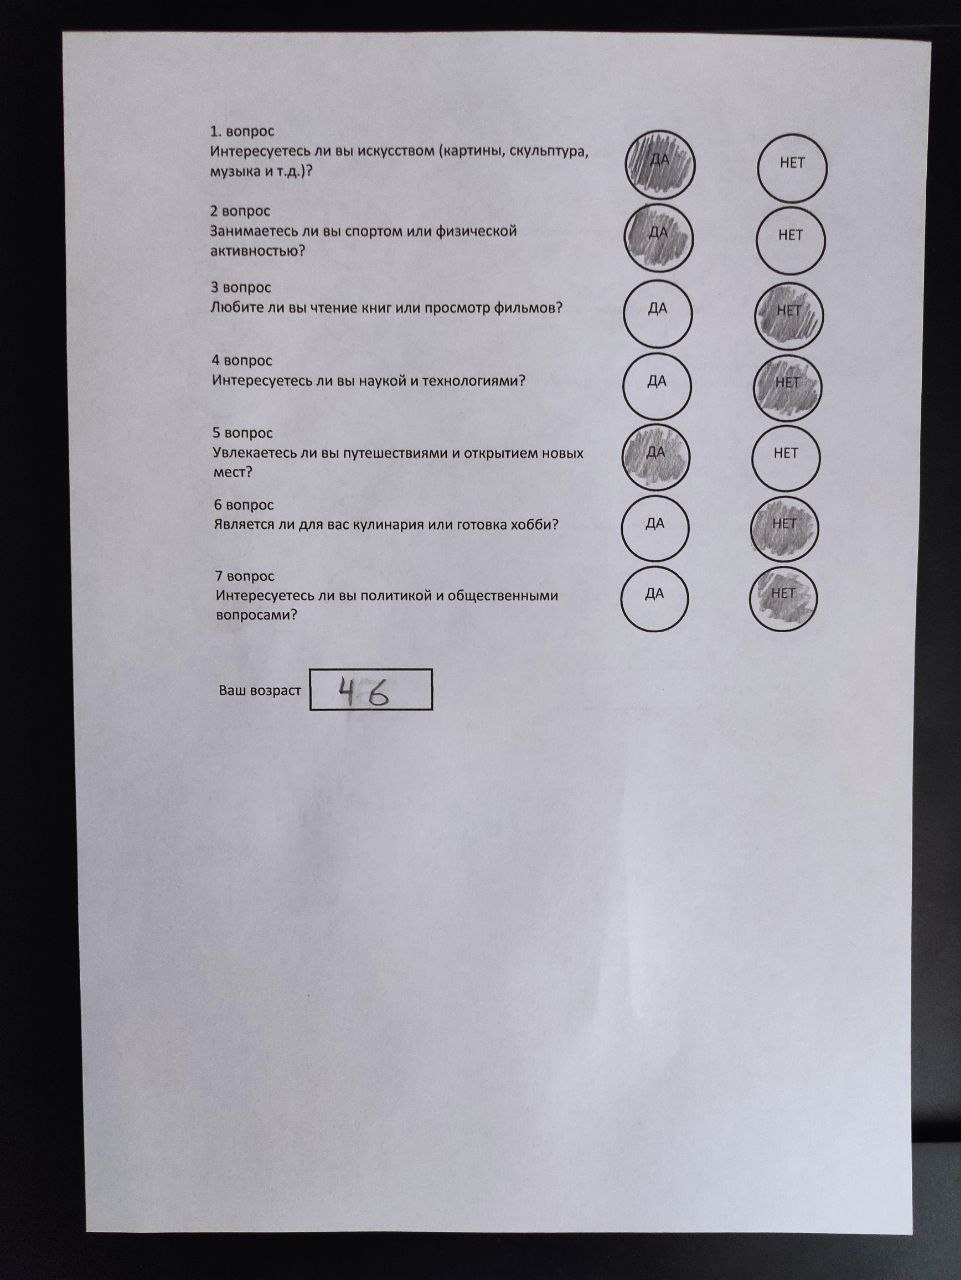 1. вопрос
Интересуетесь ли вы искусством (картины, скульптура,
музыка и т.д.)?
ДА НЕТ
2 вопрос
Занимаетесь ли вы спортом или физической
активностью?
ДА НЕТ
3 вопрос
Любите ли вы чтение книг или просмотр фильмов?
ДА НЕТ
4 вопрос
Интересуетесь ли вы наукой и технологиями?
ДА НЕТ
5 вопрос
Увлекаетесь ли вы путешествиями и открытием новых
мест?
ДА НЕТ
6 вопрос
Является ли для вас кулинария или готовка хобби?
ДА НЕТ
7 вопрос
Интересуетесь ли вы политикой и общественными
вопросами?
ДА НЕТ
Ваш возраст 46